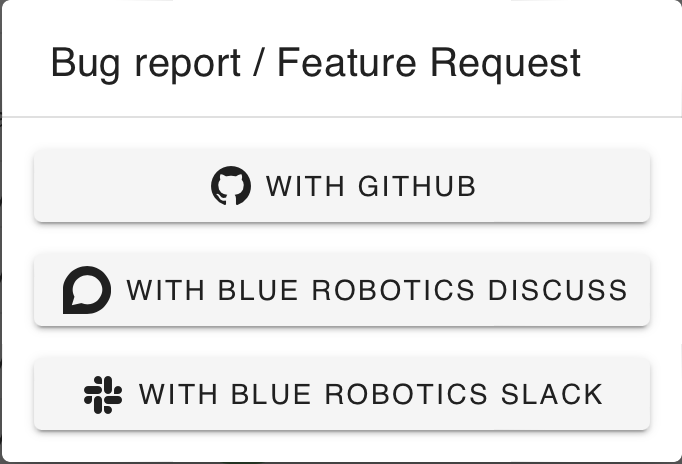 Bug report / Feature Request
WITH GITHUB
WITH BLUE ROBOTICS DISCUSS
WITH BLUE ROBOTICS SLACK